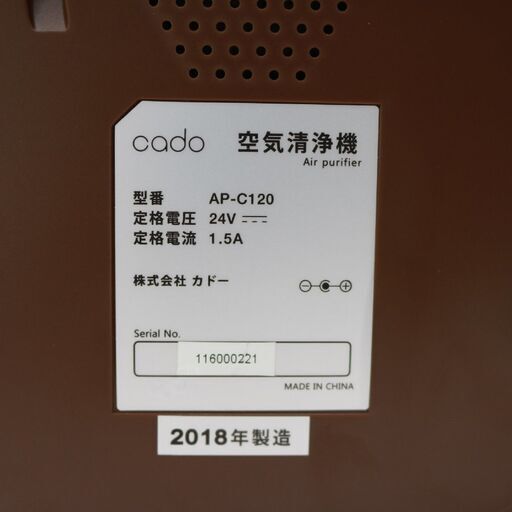 cado 空気清浄機
Air purifier
型番 AP-C120
定格電圧 24V
定格電流 1.5A
株式会社 カドー
Serial No.
116000221
MADE IN CHINA
2018年製造